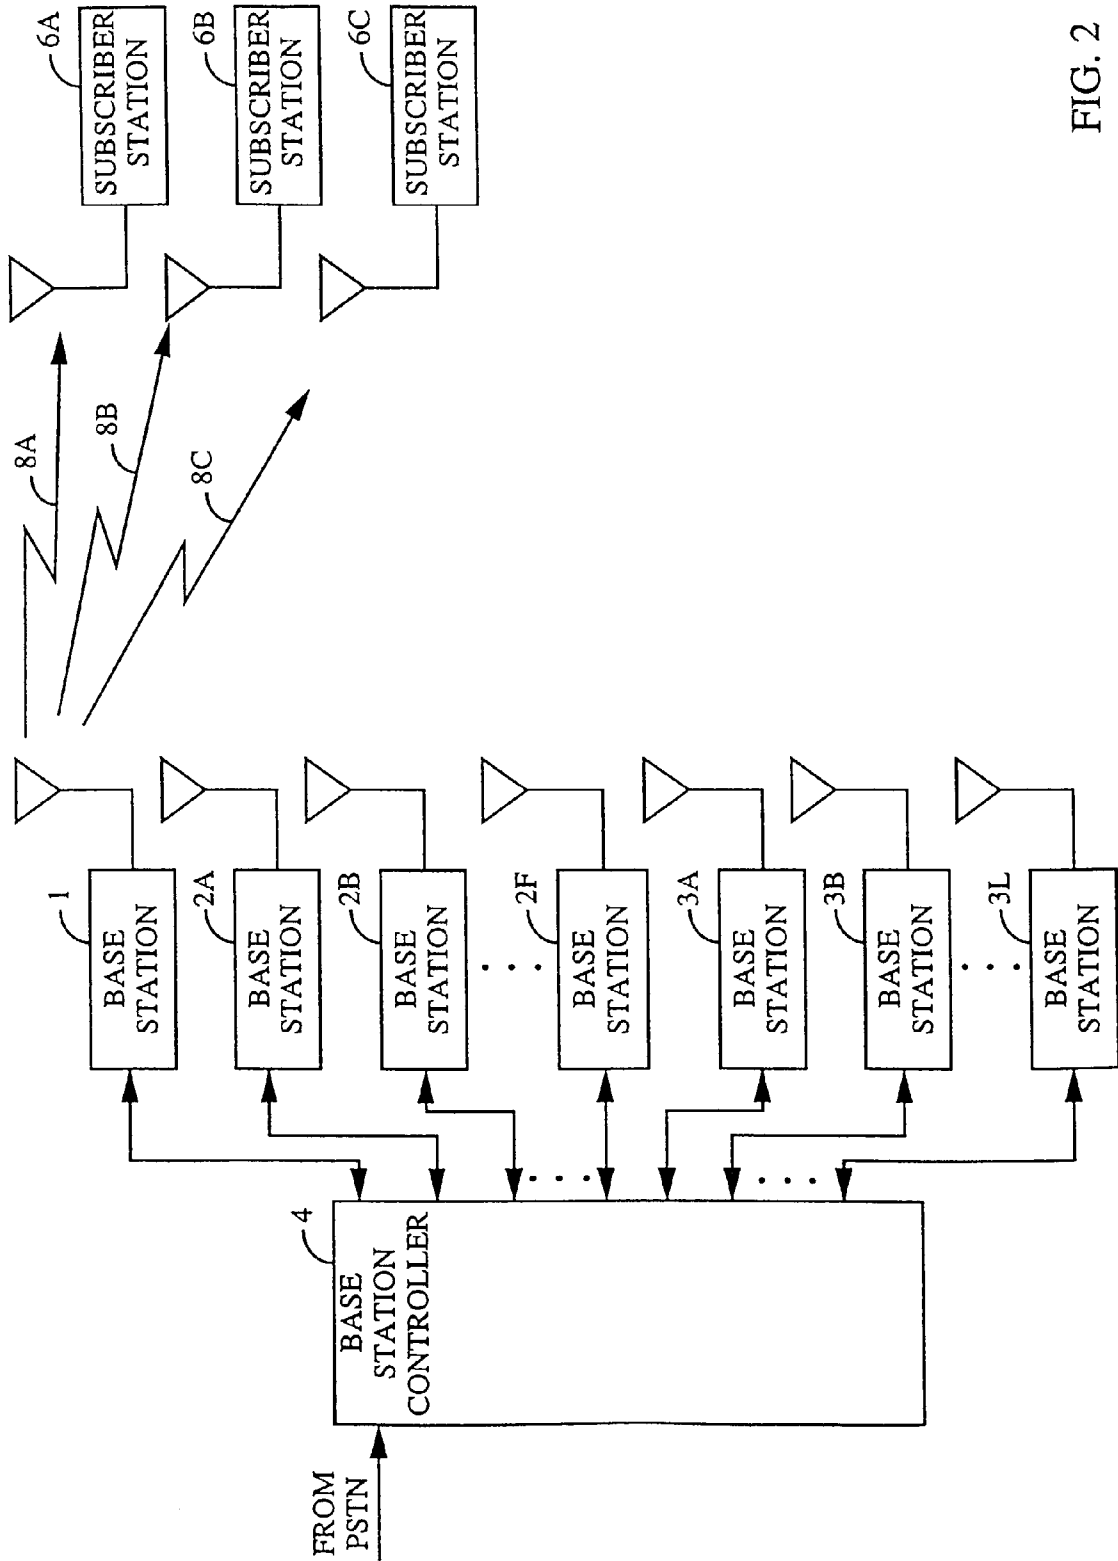 FROM
PSTN
4
BASE
STATION
CONTROLLER
. . .
. . .
1
BASE
STATION
2A
BASE
STATION
2B
BASE
STATION
. . .
2F
BASE
STATION
3A
BASE
STATION
3B
BASE
STATION
. . .
3L
BASE
STATION
8A
8B
8C
6A
SUBSCRIBER
STATION
6B
SUBSCRIBER
STATION
6C
SUBSCRIBER
STATION
FIG. 2